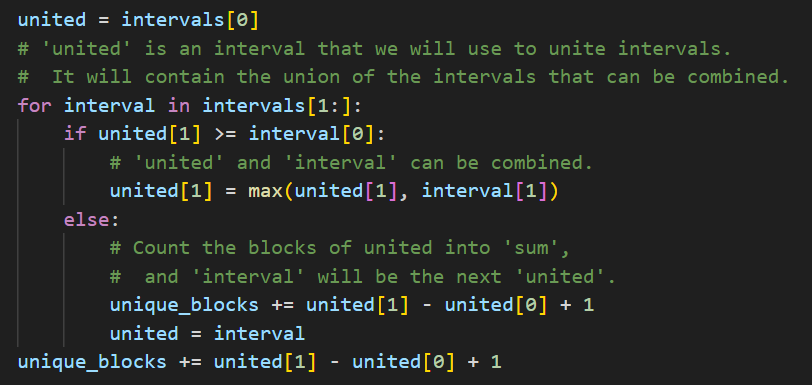 united = intervals[0]
# 'united' is an interval that we will use to unite intervals.
#  It will contain the union of the intervals that can be combined.
for interval in intervals[1:]:
    if united[1] >= interval[0]:
        # 'united' and 'interval' can be combined.
        united[1] = max(united[1], interval[1])
    else:
        # Count the blocks of united into 'sum',
        #  and 'interval' will be the next 'united'.
        unique_blocks += united[1] - united[0] + 1
        united = interval
unique_blocks += united[1] - united[0] + 1